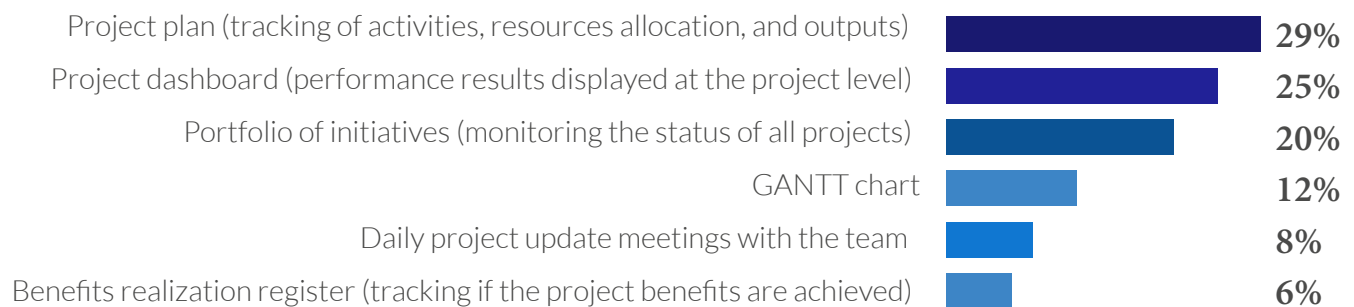 Project plan (tracking of activities, resources allocation, and outputs) 29%
Project dashboard (performance results displayed at the project level) 25%
Portfolio of initiatives (monitoring the status of all projects) 20%
GANTT chart 12%
Daily project update meetings with the team 8%
Benefits realization register (tracking if the project benefits are achieved) 6%